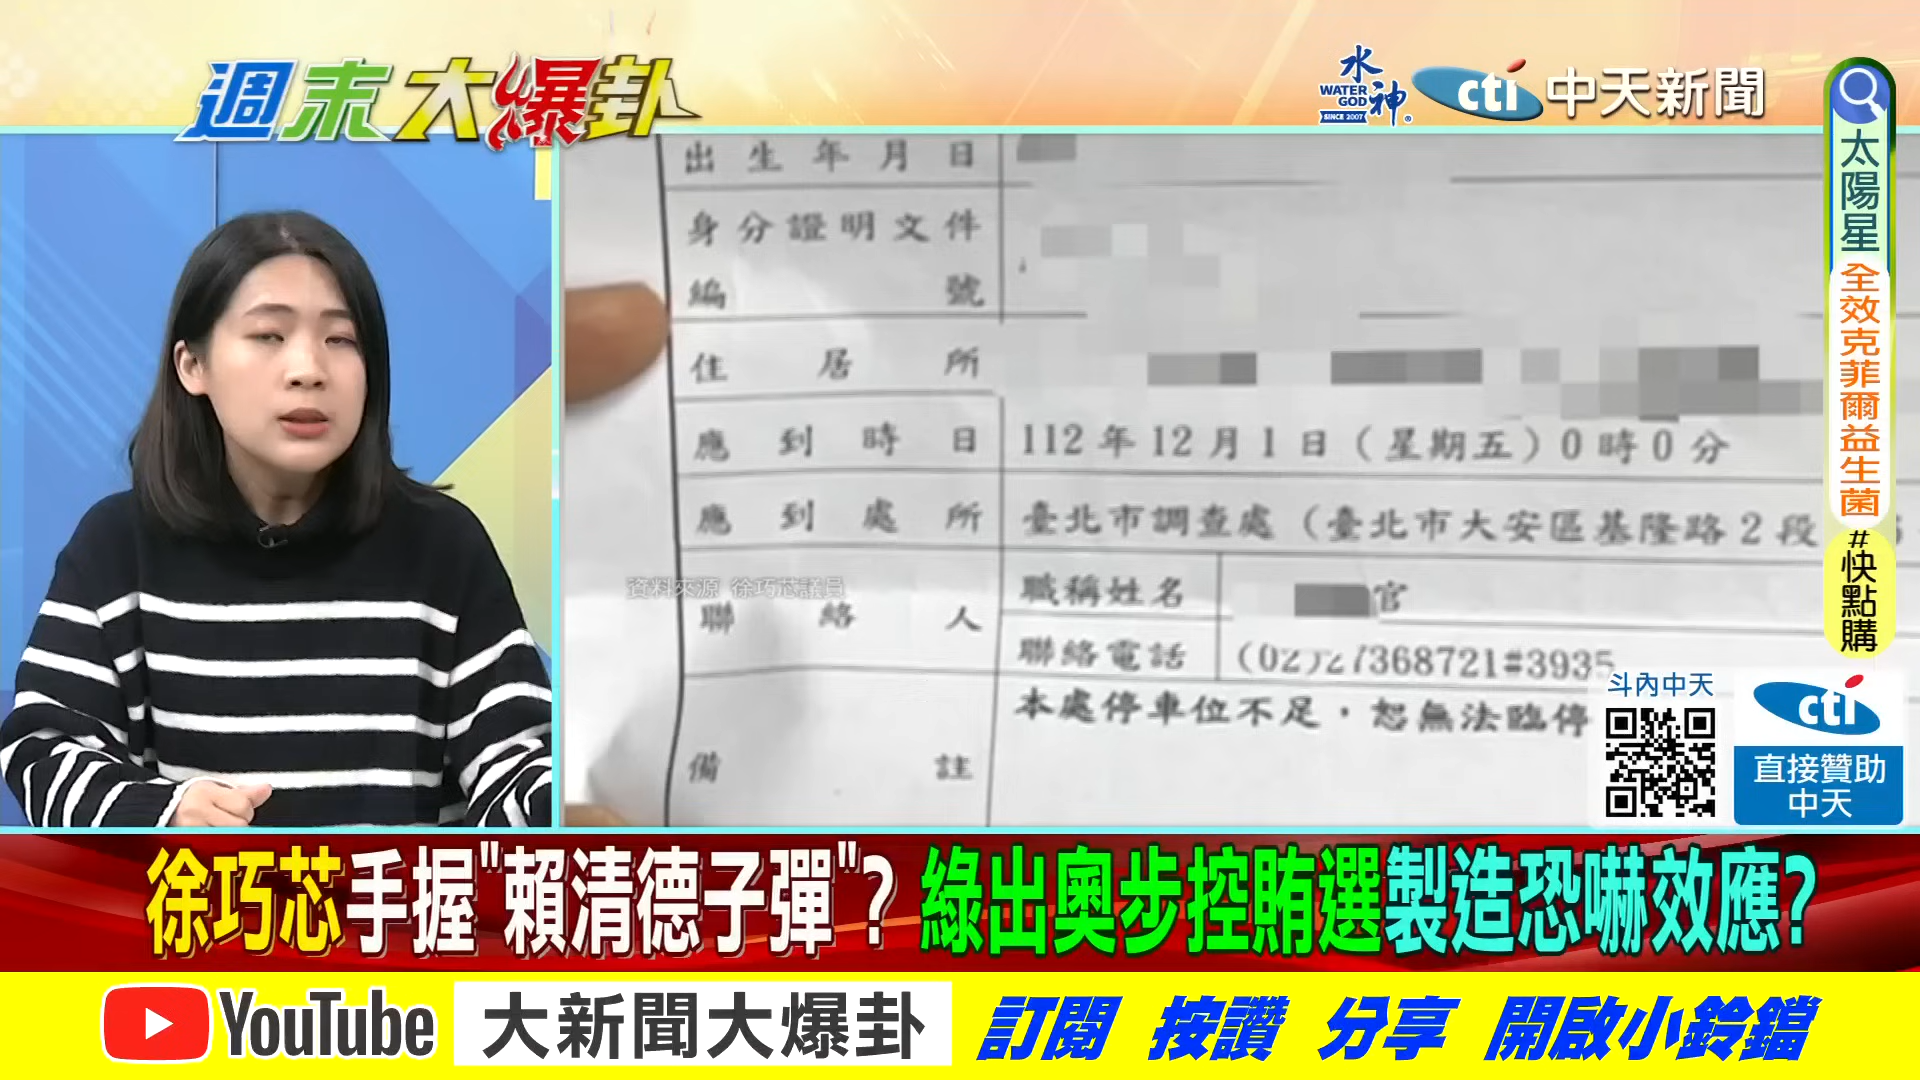 週末大爆卦
水神
WATER GOD
SINCE 2007
cti 中天新聞
太陽星
全效克菲爾益生菌
#快點購
出生年月日
身分證明文件
編號
住居所
應到時日 112年12月1日(星期五)0時0分
應到處所 臺北市調查處(臺北市大安區基隆路2段
資料來源 徐巧芯議員
聯絡人
職稱姓名 官
聯絡電話 (02)27368721#3935
備註 本處停車位不足,恕無法臨停
斗內中天
cti
直接贊助
中天
徐巧芯手握"賴清德子彈"? 綠出奧步控賄選製造恐嚇效應?
YouTube 大新聞大爆卦 訂閱 按讚 分享 開啟小鈴鐺